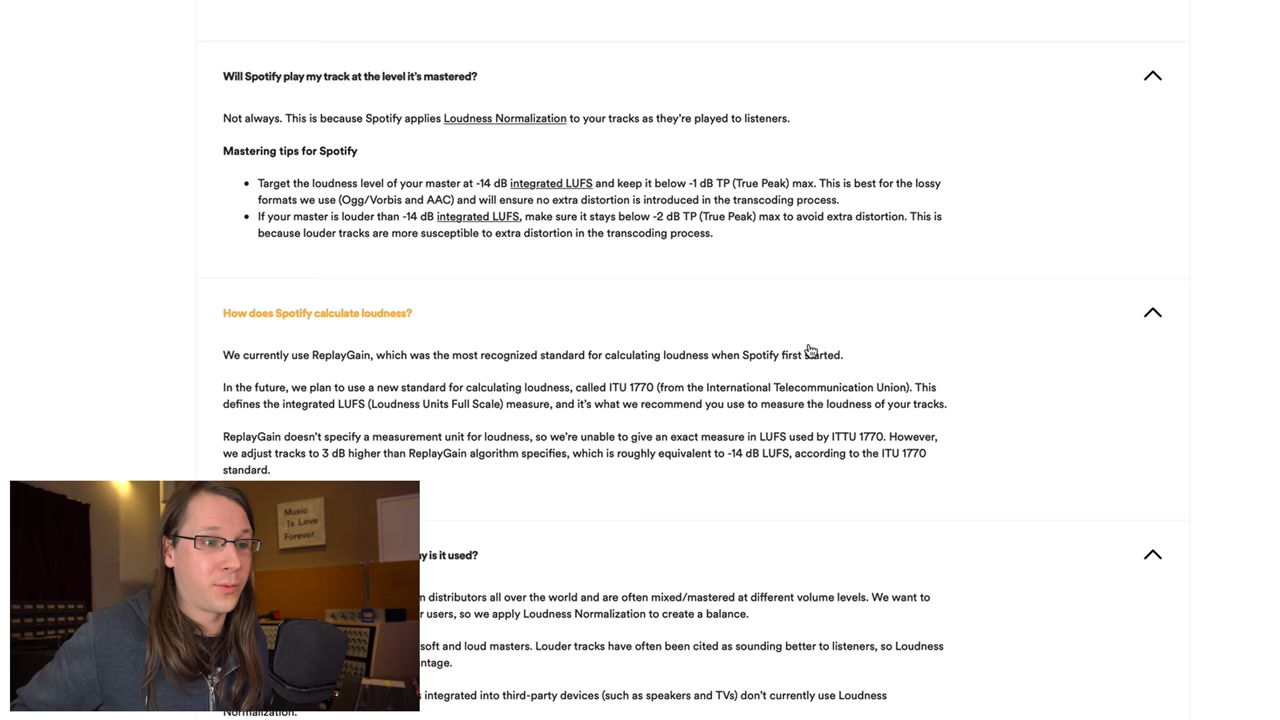 Will Spotify play my track at the level it's mastered?
Not always. This is because Spotify applies Loudness Normalization to your tracks as they're played to listeners.
Mastering tips for Spotify
• Target the loudness level of your master at -14 dB integrated LUFS and keep it below -1 dB TP (True Peak) max. This is best for the lossy
formats we use (Ogg/Vorbis and AAC) and will ensure no extra distortion is introduced in the transcoding process.
• If your master is louder than -14 dB integrated LUFS, make sure it stays below -2 dB TP (True Peak) max to avoid extra distortion. This is
because louder tracks are more susceptible to extra distortion in the transcoding process.
How does Spotify calculate loudness?
We currently use ReplayGain, which was the most recognized standard for calculating loudness when Spotify first started.
In the future, we plan to use a new standard for calculating loudness, called ITU 1770 (from the International Telecommunication Union). This
defines the integrated LUFS (Loudness Units Full Scale) measure, and it's what we recommend you use to measure the loudness of your tracks.
ReplayGain doesn't specify a measurement unit for loudness, so we're unable to give an exact measure in LUFS used by ITTU 1770. However,
we adjust tracks to 3 dB higher than ReplayGain algorithm specifies, which is roughly equivalent to -14 dB LUFS, according to the ITU 1770
standard.
is it used?
distributors all over the world and are often mixed/mastered at different volume levels. We want to
users, so we apply Loudness Normalization to create a balance.
soft and loud masters. Louder tracks have often been cited as sounding better to listeners, so Loudness
integrated into third-party devices (such as speakers and TVs) don't currently use Loudness
Normalization.
Music
Is Love
Forever